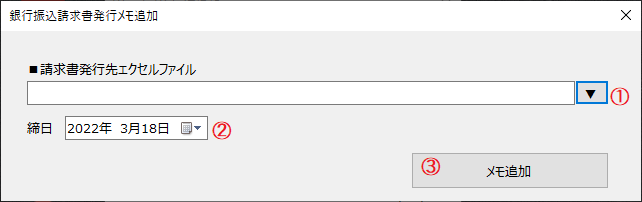 銀行振込請求書発行メモ追加
■請求書発行先エクセルファイル
▼ ①
締日 2022年 3月18日 ②
③ メモ追加